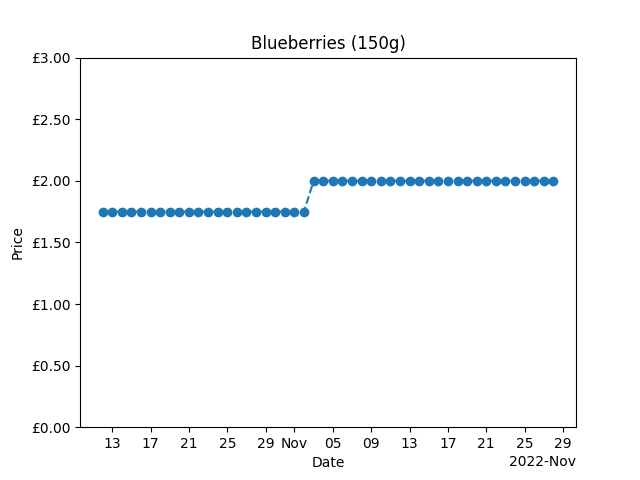 Blueberries (150g)
£3.00
£2.50
£2.00
£1.50
£1.00
£0.50
£0.00
Price
13 17 21 25 29 Nov 05 09 13 17 21 25 29
Date
2022-Nov